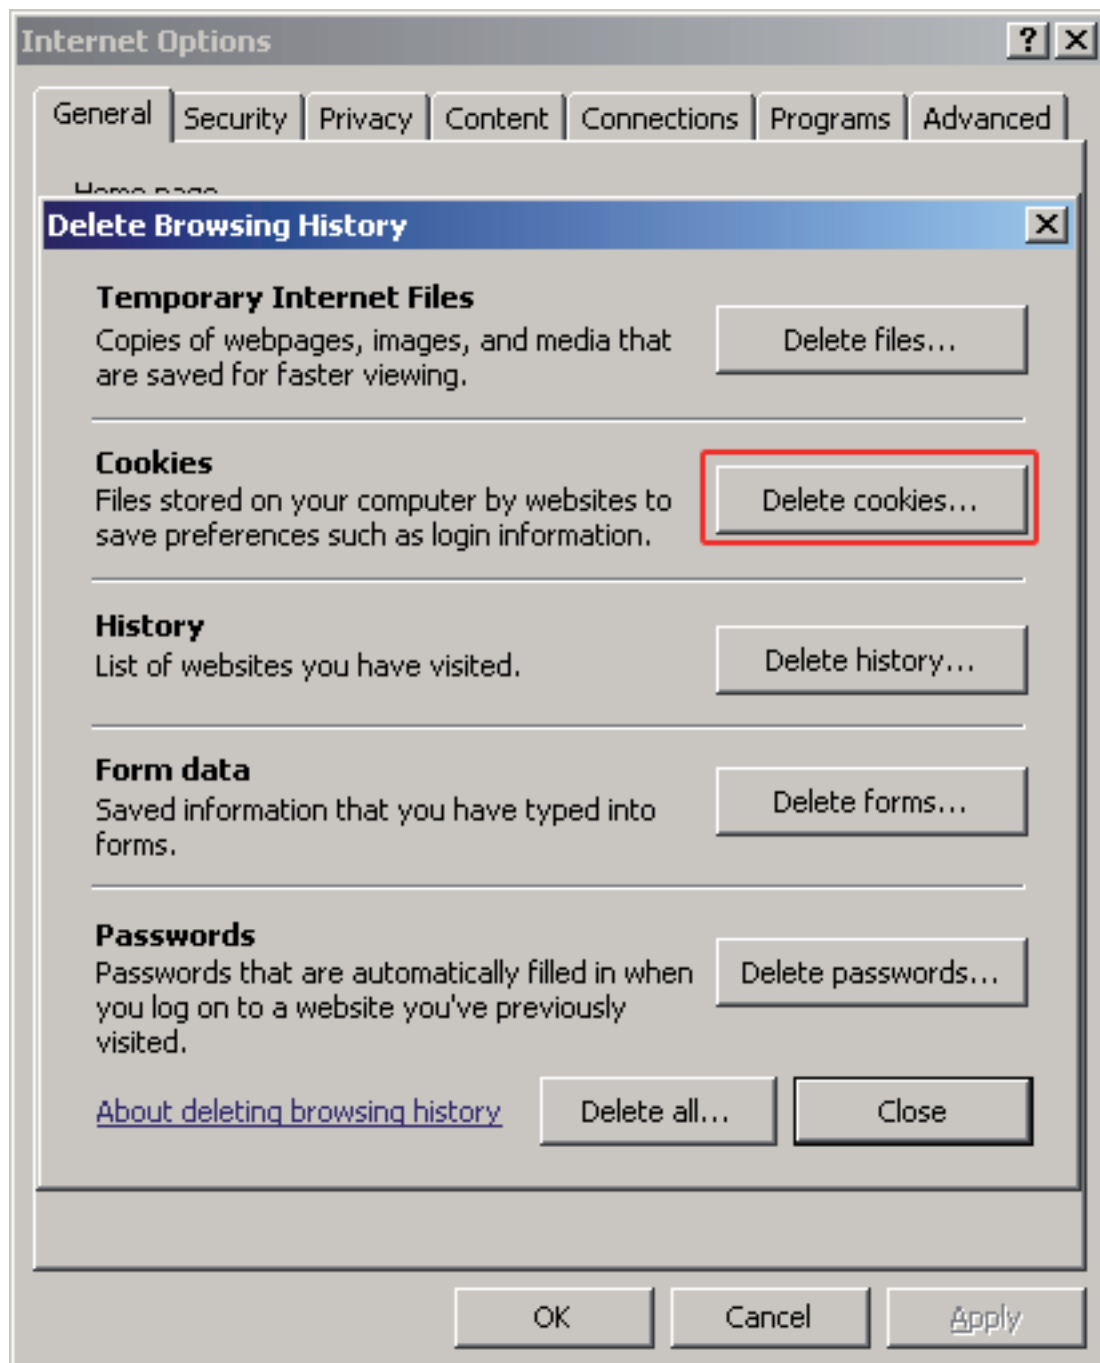 Internet Options
General Security Privacy Content Connections Programs Advanced
Home page
Delete Browsing History
Temporary Internet Files
Copies of webpages, images, and media that
are saved for faster viewing.
Delete files...
Cookies
Files stored on your computer by websites to
save preferences such as login information.
Delete cookies...
History
List of websites you have visited.
Delete history...
Form data
Saved information that you have typed into
forms.
Delete forms...
Passwords
Passwords that are automatically filled in when
you log on to a website you've previously
visited.
Delete passwords...
About deleting browsing history
Delete all...
Close
OK
Cancel
Apply